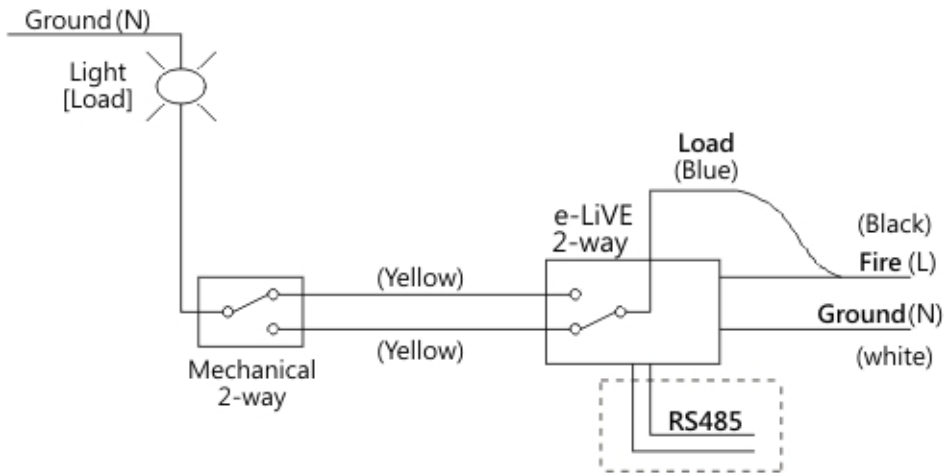 Ground (N)
Light
[Load]
Load
(Blue)
e-LiVE
2-way
(Black)
Fire (L)
(Yellow)
Ground (N)
(Yellow)
(white)
Mechanical
2-way
RS485